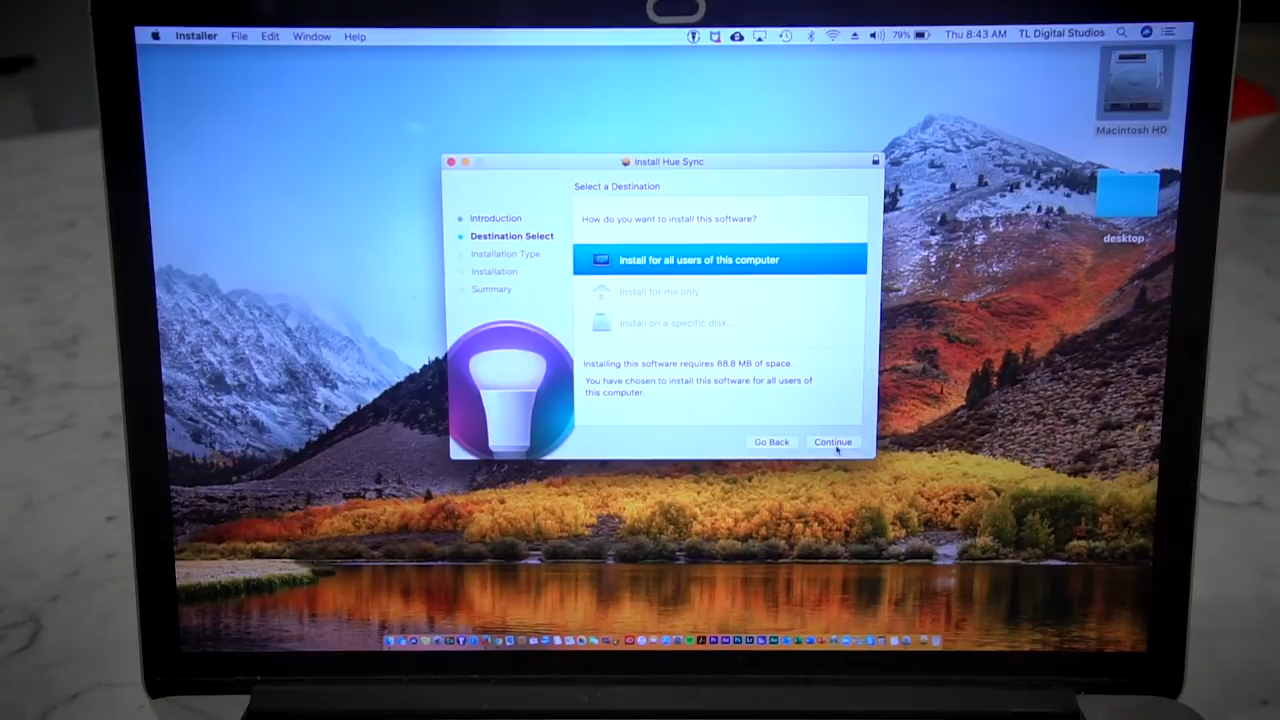 Installer File Edit Window Help 79% Thu 8:43 AM TL Digital Studios
Macintosh HD
desktop
Install Hue Sync
Select a Destination
Introduction
Destination Select
Installation Type
Installation
Summary
How do you want to install this software?
Install for all users of this computer
Install for me only
Install on a specific disk...
Installing this software requires 88.8 MB of space.
You have chosen to install this software for all users of
this computer.
Go Back Continue